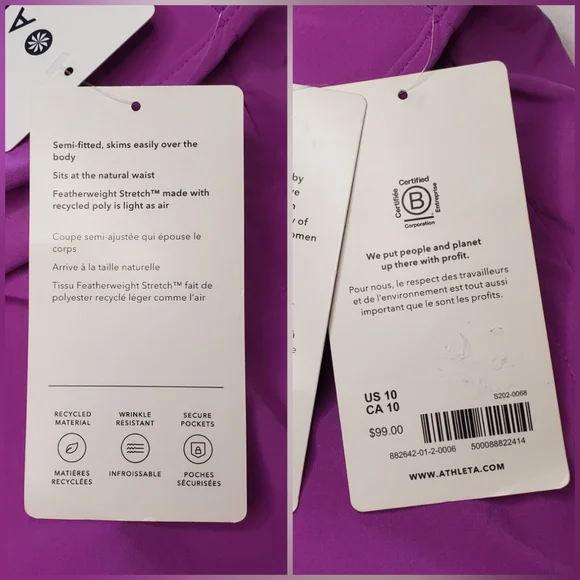 A
Semi-fitted, skims easily over the
body
Sits at the natural waist
Featherweight Stretch™ made with
recycled poly is light as air
Coupe semi-ajustée qui épouse le
corps
Arrive à la taille naturelle
Tissu Featherweight Stretch™ fait de
polyester recyclé léger comme l'air
RECYCLED
MATERIAL
WRINKLE
RESISTANT
SECURE
POCKETS
MATIÈRES
RECYCLÉES
INFROISSABLE
POCHES
SÉCURISÉES
by
ve
y of
omen
à
e
Certified
Certifiée
B
Entreprise
Corporation
We put people and planet
up there with profit.
Pour nous, le respect des travailleurs
et de l'environnement est tout aussi
important que le sont les profits.
US 10
CA 10
$99.00
S202-0068
882642-01-2-0006
500088822414
WWW.ATHLETA.COM